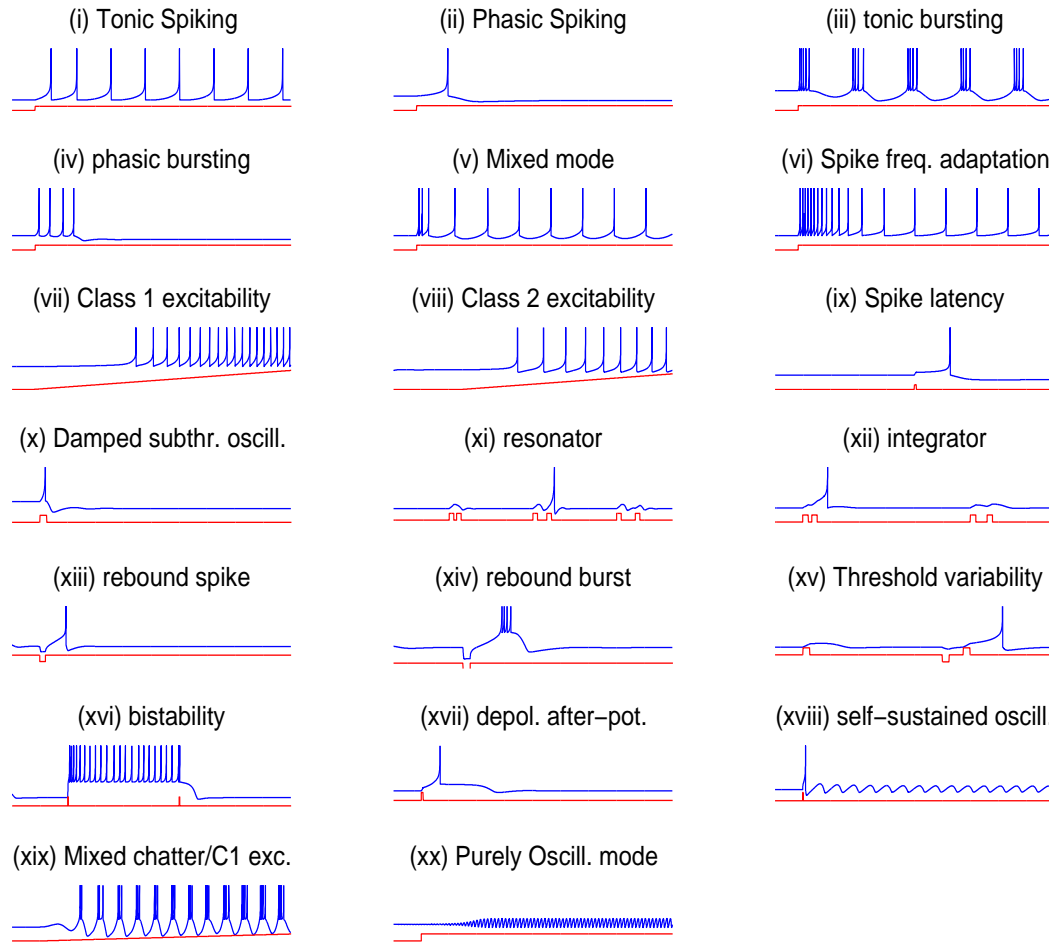 (i) Tonic Spiking
(ii) Phasic Spiking
(iii) tonic bursting
(iv) phasic bursting
(v) Mixed mode
(vi) Spike freq. adaptation
(vii) Class 1 excitability
(viii) Class 2 excitability
(ix) Spike latency
(x) Damped subthr. oscill.
(xi) resonator
(xii) integrator
(xiii) rebound spike
(xiv) rebound burst
(xv) Threshold variability
(xvi) bistability
(xvii) depol. after−pot.
(xviii) self−sustained oscill.
(xix) Mixed chatter/C1 exc.
(xx) Purely Oscill. mode